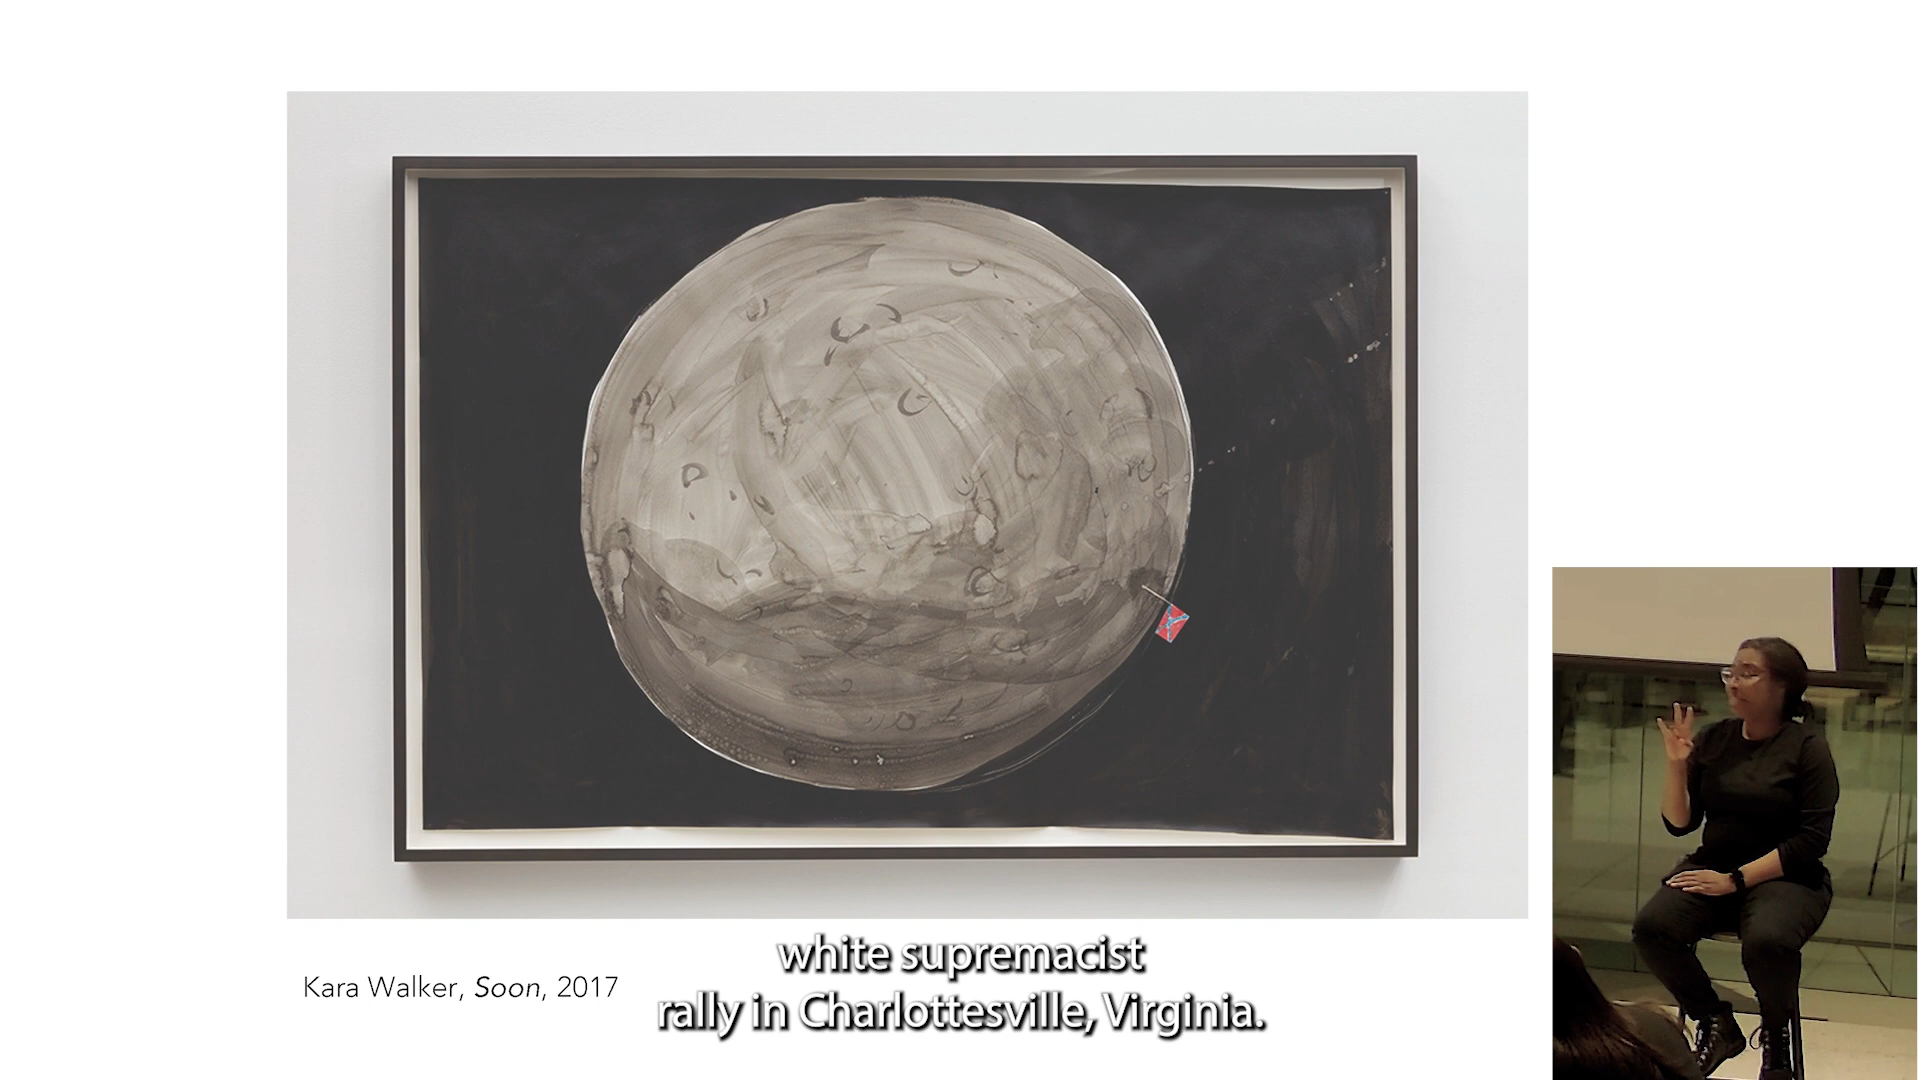 Kara Walker, Soon, 2017
white supremacist
rally in Charlottesville, Virginia.